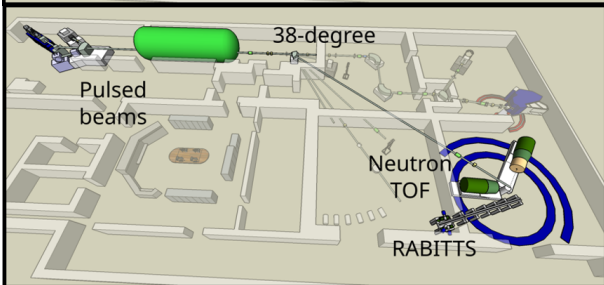 38-degree
Pulsed
beams
Neutron
TOF
RABITTS